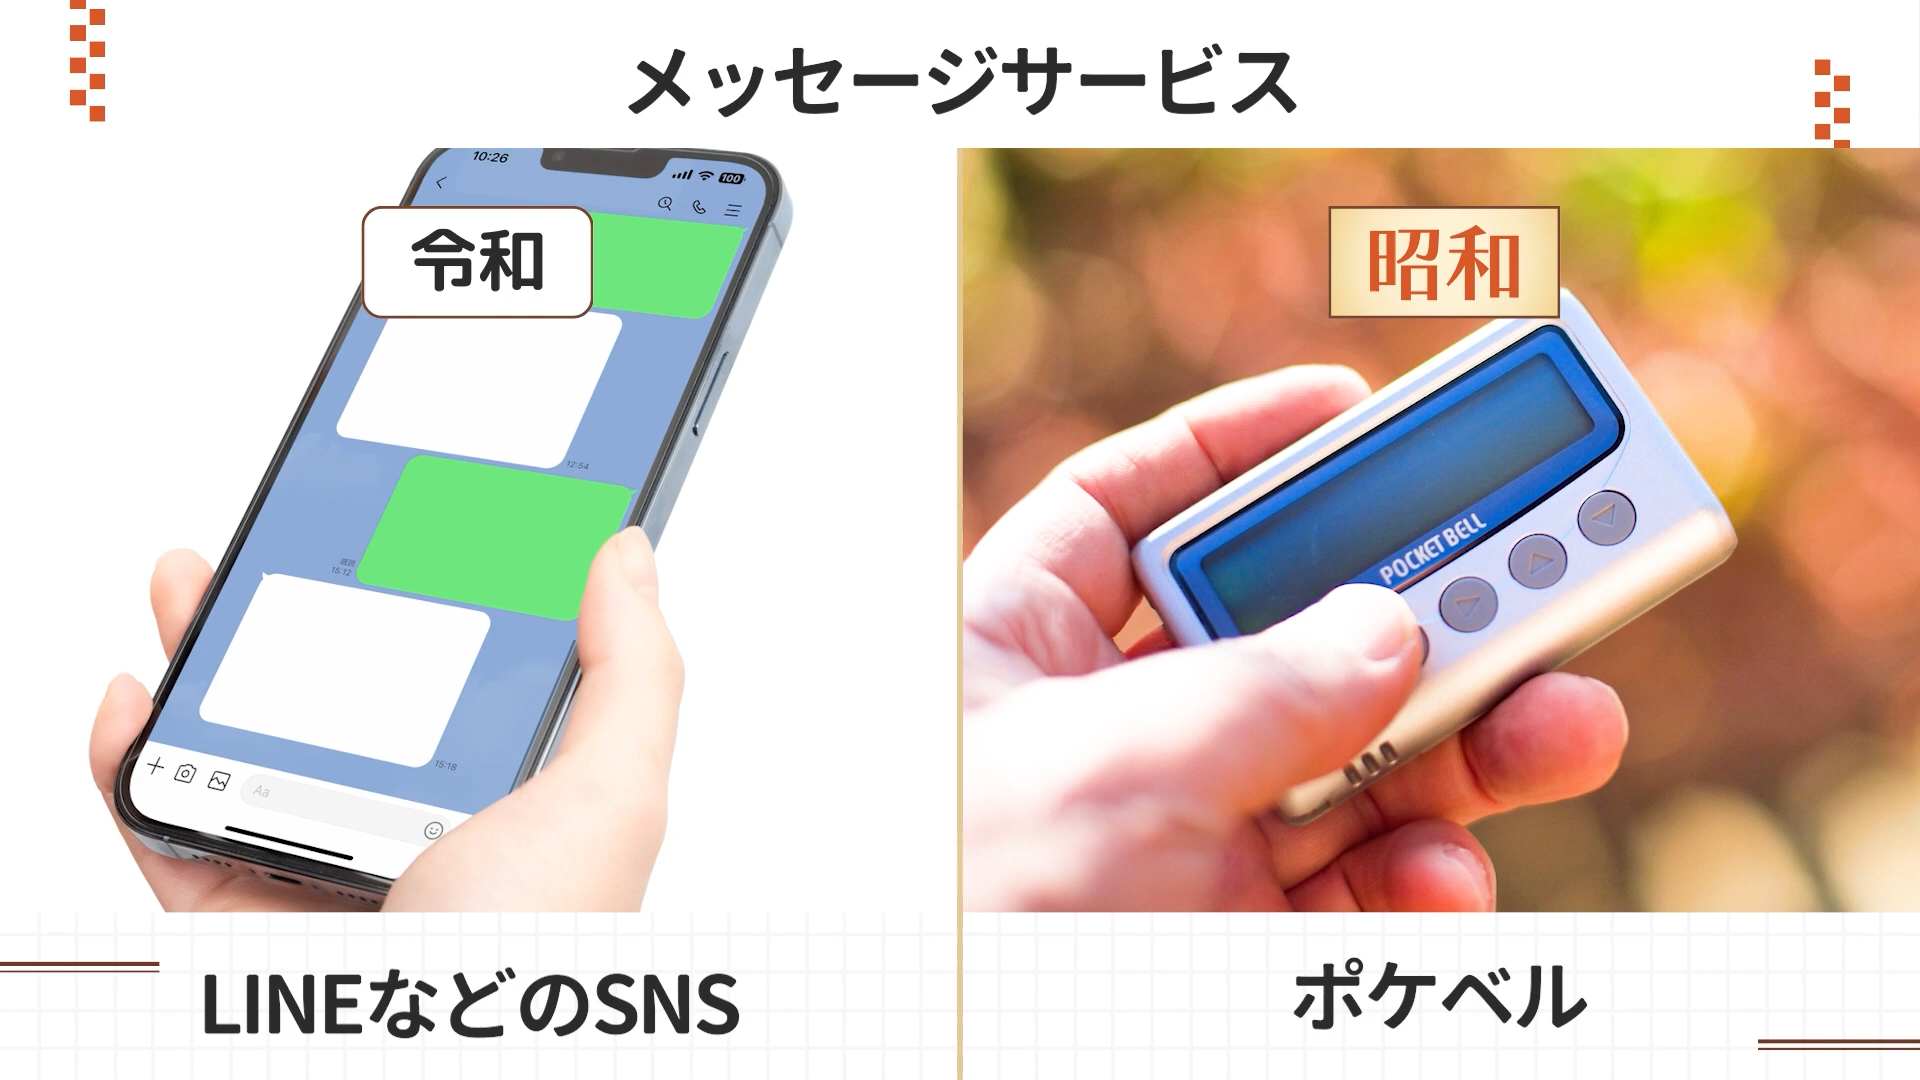 メッセージサービス
10:26
100
令和
12:54
既読
15:12
15:18
Aa
LINEなどのSNS
昭和
POCKET BELL
ポケベル